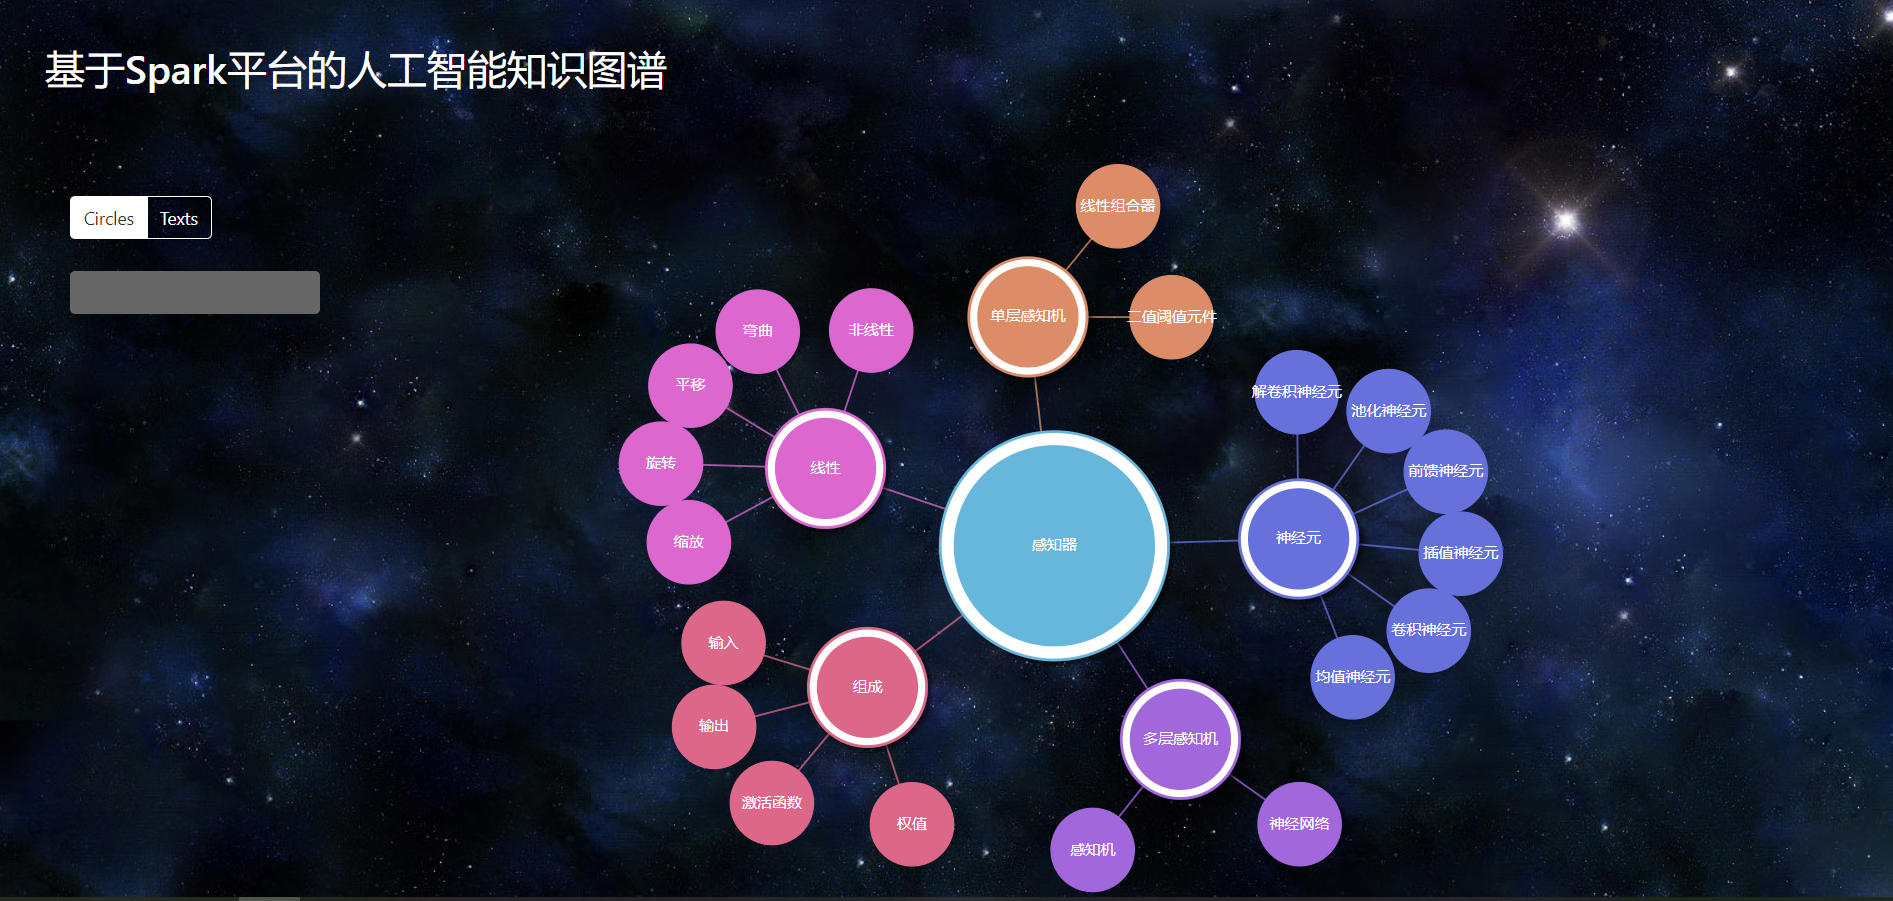 基于Spark平台的人工智能知识图谱
Circles
Texts
线性组合器
单层感知机
二值阈值元件
弯曲
非线性
平移
旋转
线性
缩放
解卷积神经元
池化神经元
前馈神经元
神经元
插值神经元
卷积神经元
均值神经元
感知器
输入
组成
输出
激活函数
权值
多层感知机
感知机
神经网络